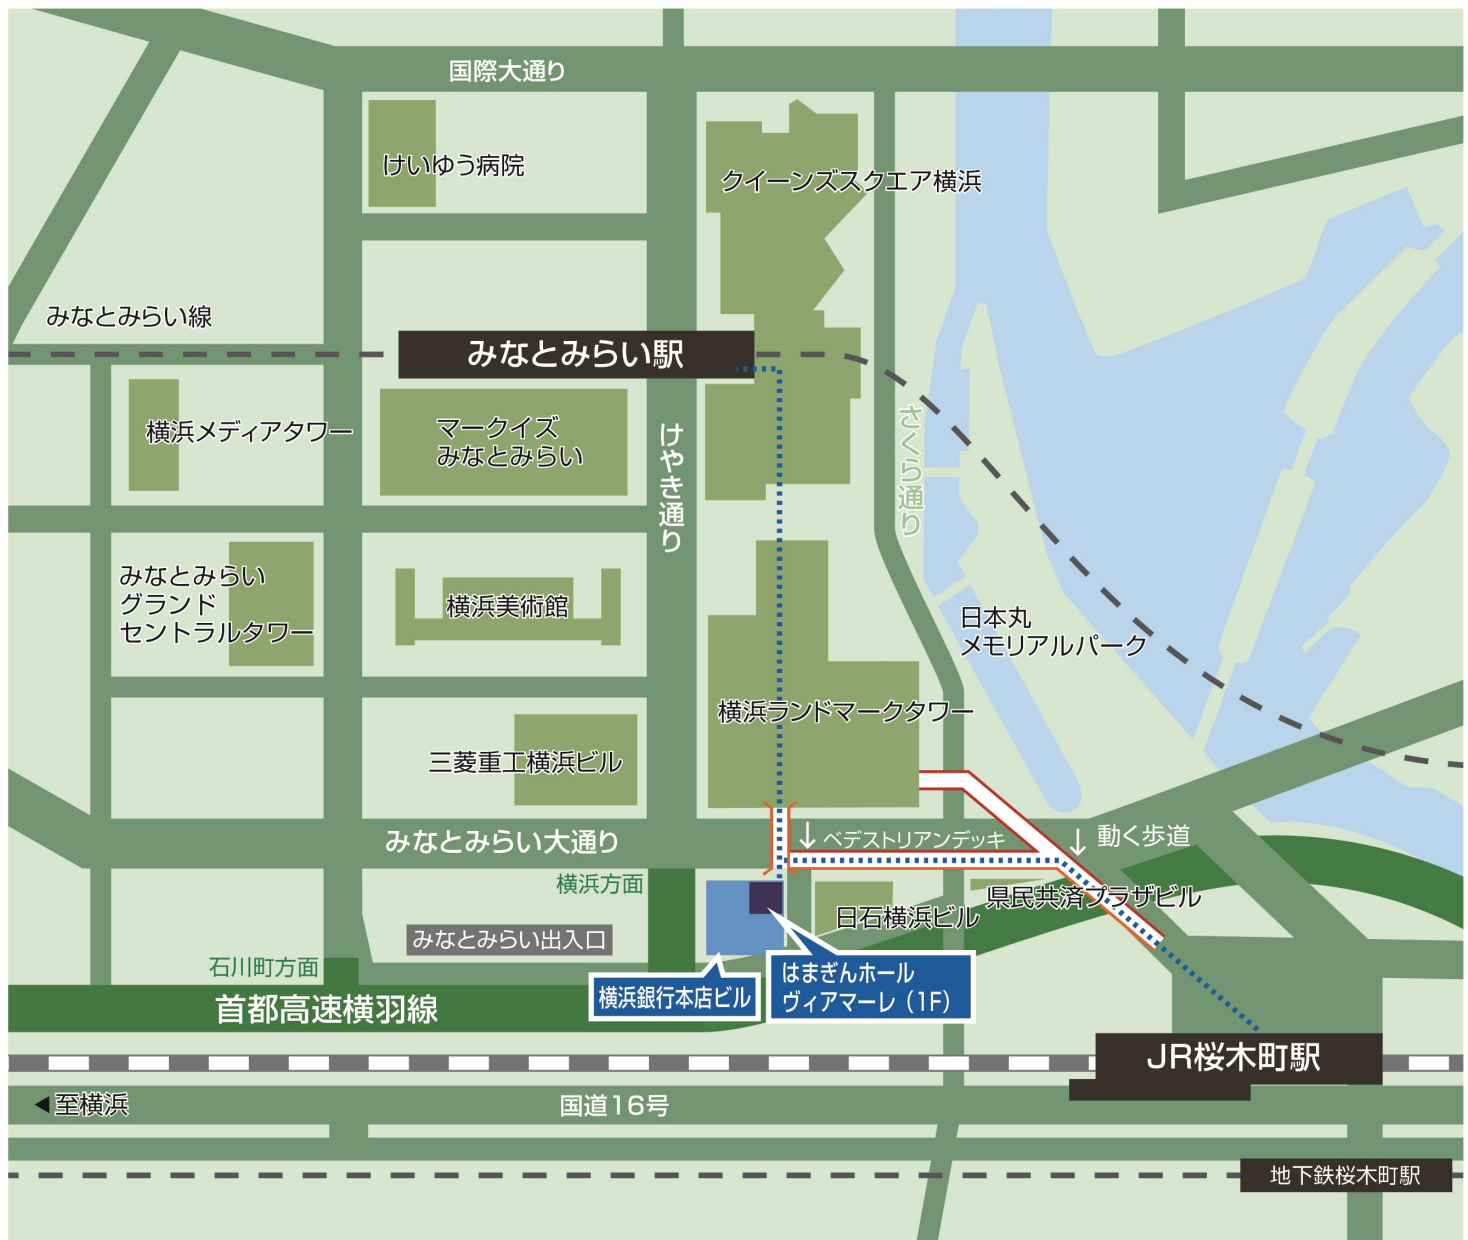 国際大通り
けいゆう病院
クイーンズスクエア横浜
みなとみらい線
みなとみらい駅
横浜メディアタワー
マークイズ
みなとみらい
けやき通り
さくら通り
みなとみらい
グランド
セントラルタワー
横浜美術館
日本丸
メモリアルパーク
横浜ランドマークタワー
三菱重工横浜ビル
みなとみらい大通り
↓ペデストリアンデッキ
↓動く歩道
横浜方面
県民共済プラザビル
日石横浜ビル
みなとみらい出入口
石川町方面
はまぎんホール
ヴィアマーレ（1F）
横浜銀行本店ビル
首都高速横羽線
JR桜木町駅
◀至横浜
国道16号
地下鉄桜木町駅